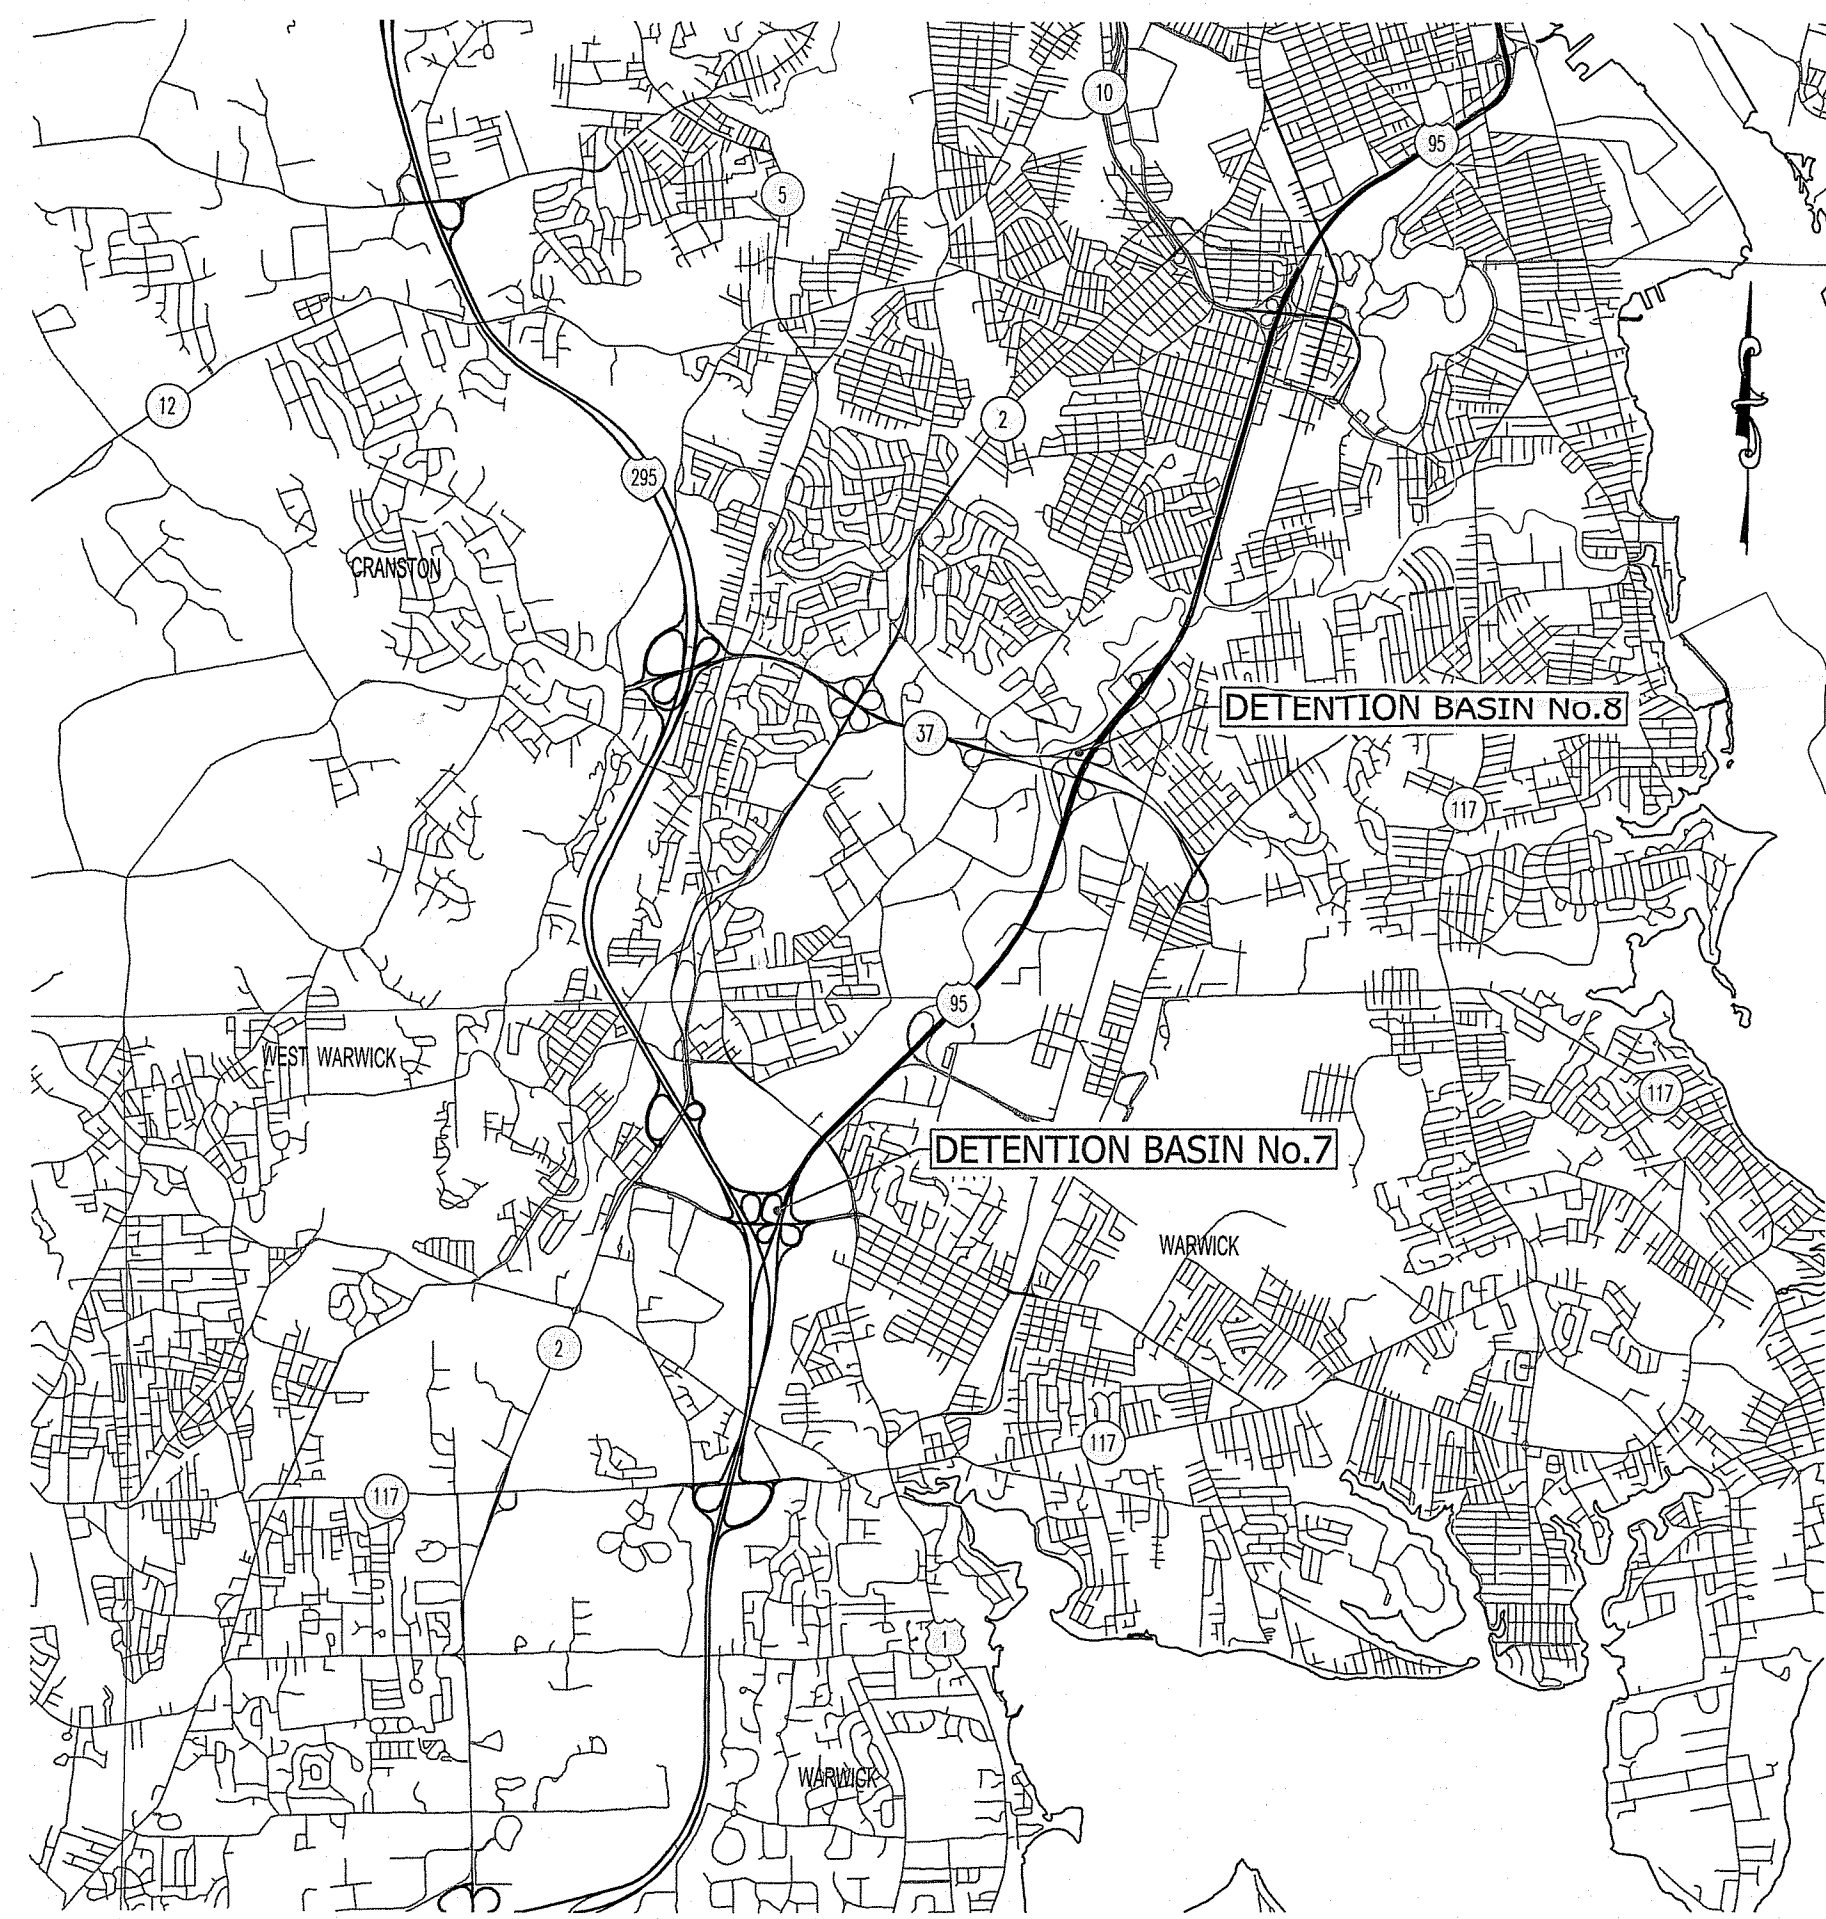 10
95
5
12
2
295
CRANSTON
DETENTION BASIN No.8
37
117
95
WEST WARWICK
117
DETENTION BASIN No.7
WARWICK
2
117
117
1
WARWICK